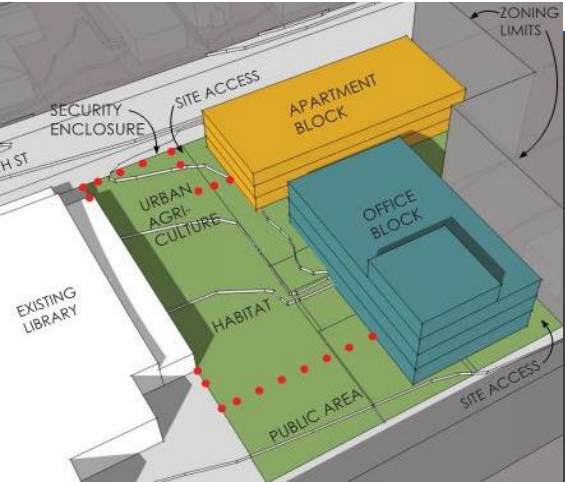 ZONING
LIMITS
SITE ACCESS
SECURITY
ENCLOSURE
APARTMENT
BLOCK
H ST
URBAN
AGRI-
CULTURE
OFFICE
BLOCK
EXISTING
LIBRARY
HABITAT
SITE ACCESS
PUBLIC AREA